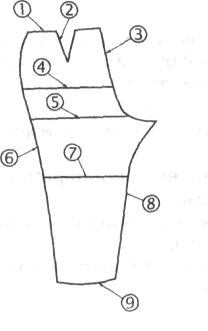 ① ② ③
④
⑤
⑥ ⑦ ⑧
⑨